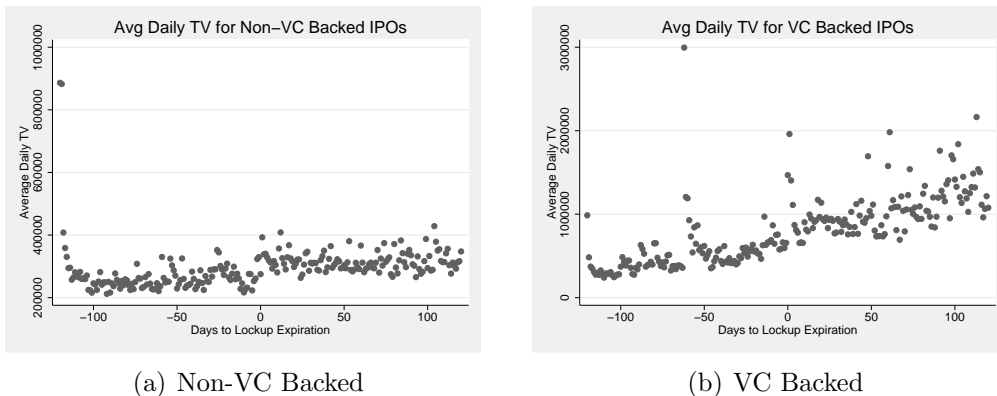 Avg Daily TV for Non−VC Backed IPOs
Average Daily TV
1000000
800000
600000
400000
200000
−100 −50 0 50 100
Days to Lockup Expiration
(a) Non-VC Backed
Avg Daily TV for VC Backed IPOs
Average Daily TV
3000000
2000000
1000000
0
−100 −50 0 50 100
Days to Lockup Expiration
(b) VC Backed